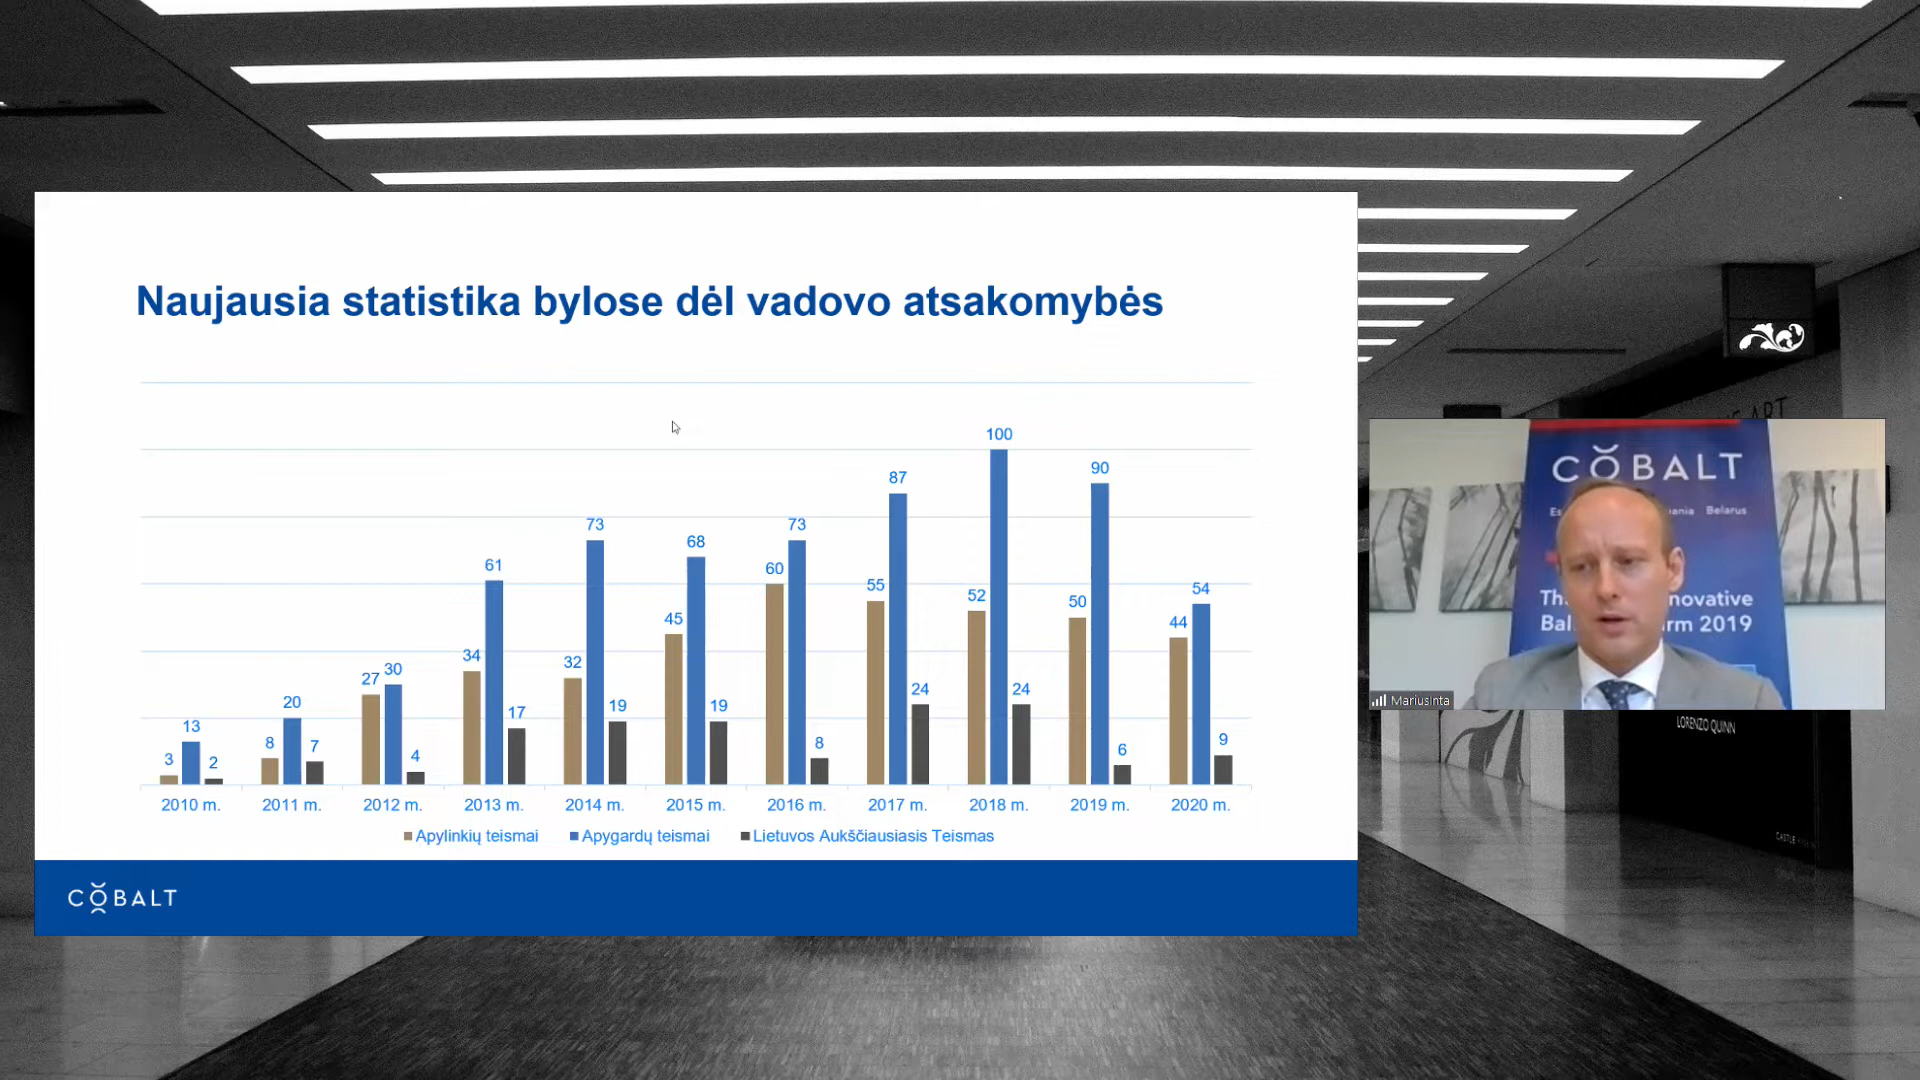 Naujausia statistika bylose dėl vadovo atsakomybės
3 13 2
8 20 7
27 30 4
34 61 17
32 73 19
45 68 19
60 73 8
55 87 24
52 100 24
50 90 6
44 54 9
2010 m. 2011 m. 2012 m. 2013 m. 2014 m. 2015 m. 2016 m. 2017 m. 2018 m. 2019 m. 2020 m.
Apylinkių teismai Apygardų teismai Lietuvos Aukščiausiasis Teismas
COBALT
COBALT
Belarus
2019
MariusInta
LORENZO QUINN